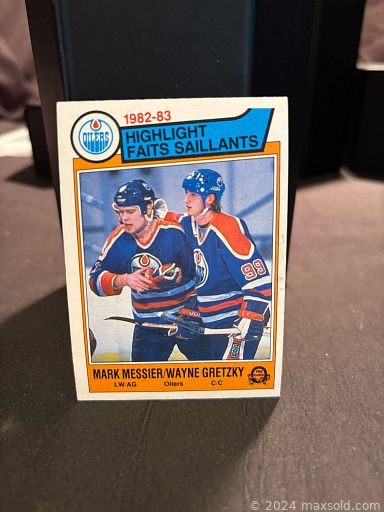 1982-83
OILERS
HIGHLIGHT
FAITS SAILLANTS
99
MARK MESSIER/WAYNE GRETZKY
LW/AG Oilers C/C
© 2024 maxsold.com